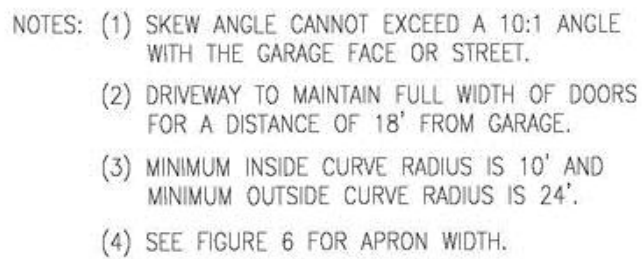 NOTES: (1) SKEW ANGLE CANNOT EXCEED A 10:1 ANGLE
WITH THE GARAGE FACE OR STREET.
(2) DRIVEWAY TO MAINTAIN FULL WIDTH OF DOORS
FOR A DISTANCE OF 18' FROM GARAGE.
(3) MINIMUM INSIDE CURVE RADIUS IS 10' AND
MINIMUM OUTSIDE CURVE RADIUS IS 24'.
(4) SEE FIGURE 6 FOR APRON WIDTH.